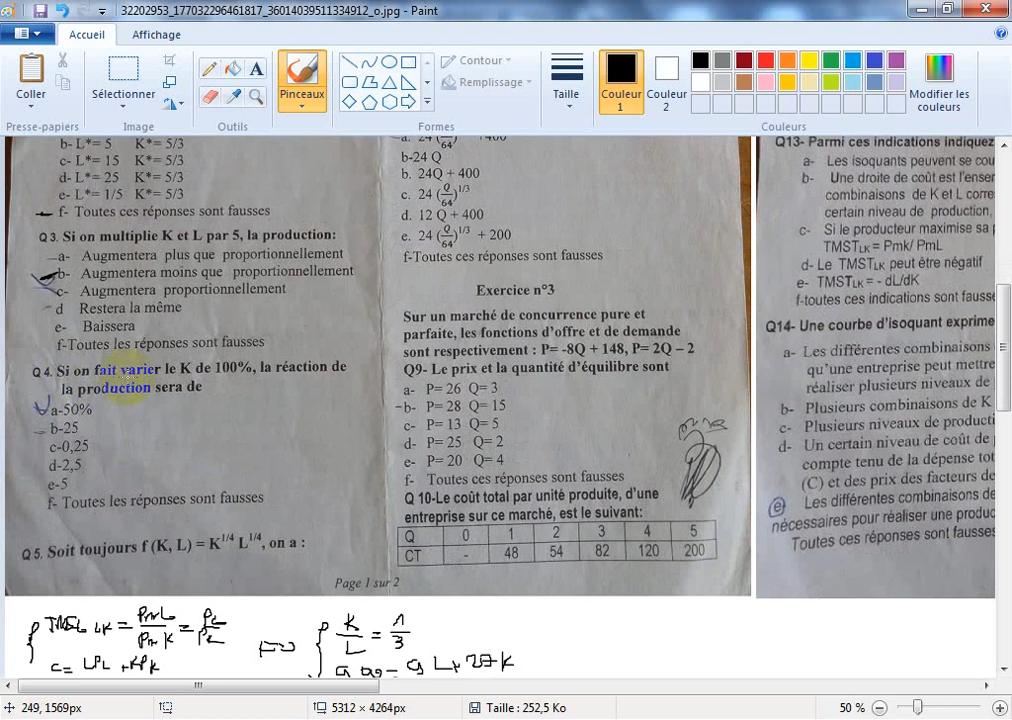 32202953_177032296461817_36014039511334912_o.jpg - Paint
Accueil
Affichage
Coller
Sélectionner
Pinceaux
Contour
Remplissage
Taille
Couleur
1
Couleur
2
Modifier les
couleurs
Presse-papiers
Image
Outils
Formes
Couleurs
b- L*= 5 K*= 5/3
c- L*= 15 K*= 5/3
d- L*= 25 K*= 5/3
e- L*= 1/5 K*= 5/3
f- Toutes ces réponses sont fausses
Q 3. Si on multiplie K et L par 5, la production:
a- Augmentera plus que proportionnellement
b- Augmentera moins que proportionnellement
c- Augmentera proportionnellement
d Restera la même
e- Baissera
f-Toutes les réponses sont fausses
Q 4. Si on fait varier le K de 100%, la réaction de
la production sera de
a-50%
b-25
c-0,25
d-2,5
e-5
f- Toutes les réponses sont fausses
Q 5. Soit toujours f (K, L) = K^1/4 L^1/4, on a :
b-24 Q
b. 24Q + 400
c. 24 (Q/64)^1/3
d. 12 Q + 400
e. 24 (Q/64)^1/3 + 200
f-Toutes ces réponses sont fausses
Exercice n°3
Sur un marché de concurrence pure et
parfaite, les fonctions d'offre et de demande
sont respectivement : P= -8Q + 148, P= 2Q – 2
Q9- Le prix et la quantité d'équilibre sont
a- P= 26 Q= 3
b- P= 28 Q= 15
c- P= 13 Q= 5
d- P= 25 Q= 2
e- P= 20 Q= 4
f- Toutes ces réponses sont fausses
Q 10-Le coût total par unité produite, d'une
entreprise sur ce marché, est le suivant:
Q 0 1 2 3 4 5
CT - 48 54 82 120 200
Page 1 sur 2
Q13- Parmi ces indications indiquez
a- Les isoquants peuvent se cou
b- Une droite de coût est l'enser
combinaisons de K et L corre
certain niveau de production,
c- Si le producteur maximise sa
TMSTLK = Pmk/ PmL
d- Le TMSTLK peut être négatif
e- TMSTLK = - dL/dK
f-toutes ces indications sont fausse
Q14- Une courbe d'isoquant exprime
a- Les différentes combinaisons
qu'une entreprise peut mettre
réaliser plusieurs niveaux de
b- Plusieurs combinaisons de K
c- Plusieurs niveaux de producti
d- Un certain niveau de coût de
compte tenu de la dépense tot
(C) et des prix des facteurs de
e Les différentes combinaisons de
nécessaires pour réaliser une produc
Toutes ces réponses sont fausses
K/L = 1/3
249, 1569px
5312 × 4264px
Taille : 252,5 Ko
50 %